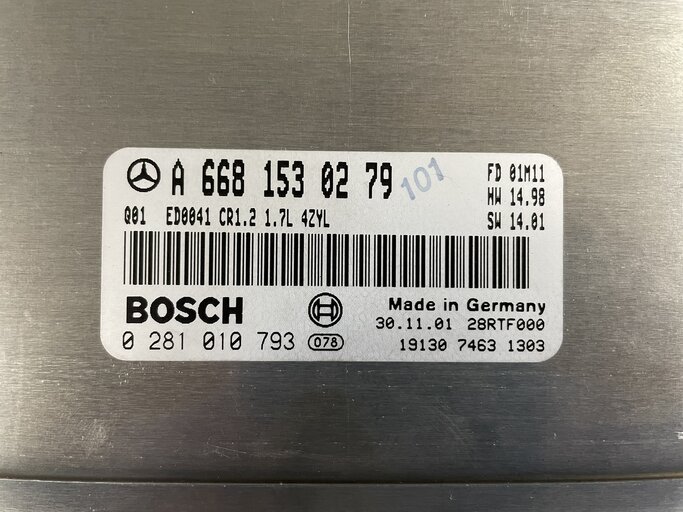 A 668 153 02 79 101 FD 01M11
HW 14.98
Q01 ED0041 CR1.2 1.7L 4ZYL SW 14.01
BOSCH Made in Germany
30.11.01 28RTF000
0 281 010 793 078 19130 7463 1303